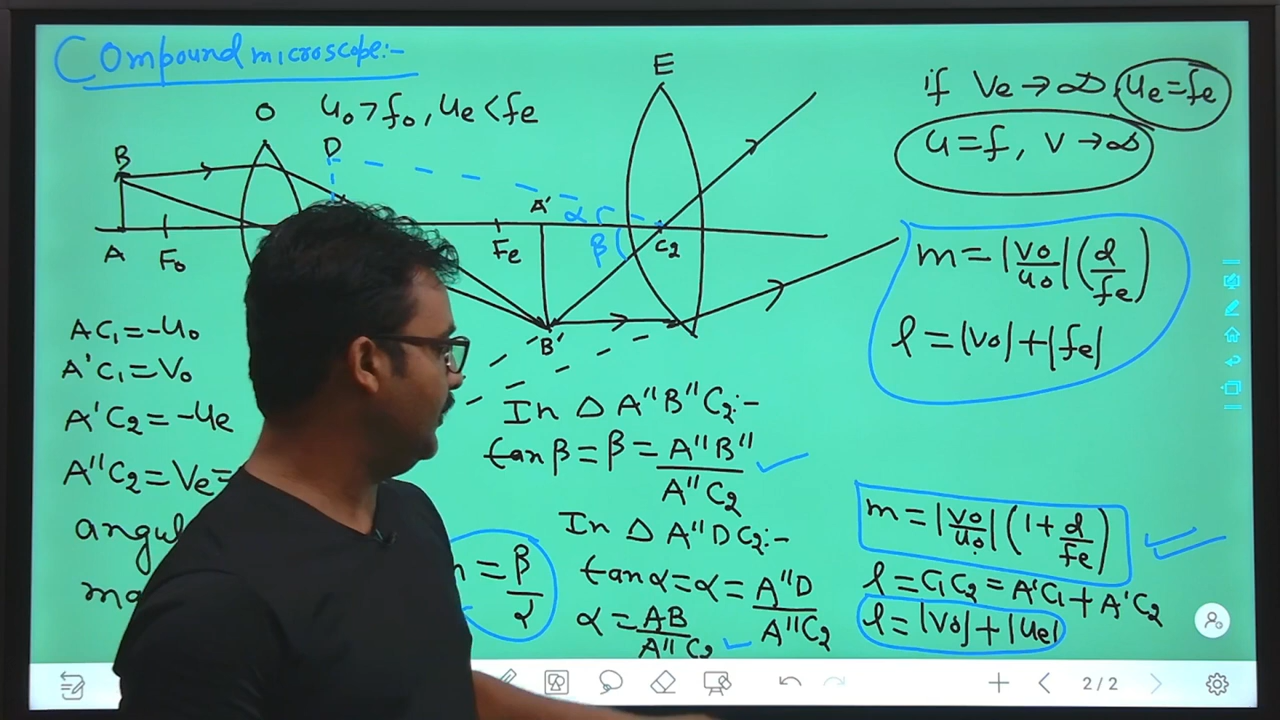 Compound microscope:-
O
u₀ > f₀, ue < fe
E
if Ve → ∞, ue = fe
u = f, v → ∞
B
D
A'
α
β
A
F₀
Fe
C₂
B'
m = |v₀/u₀| (d/fe)
l = |v₀| + |fe|
AC₁ = -u₀
A'C₁ = V₀
A'C₂ = -ue
A''C₂ = Ve =
In Δ A''B''C₂:-
tan β = β = A''B''/A''C₂
In Δ A''DC₂:-
tan α = α = A''D/A''C₂
α = AB/A''C₂
= β/α
m = |v₀/u₀| (1 + d/fe)
l = C₁C₂ = A'C₁ + A'C₂
l = |v₀| + |ue|
2/2